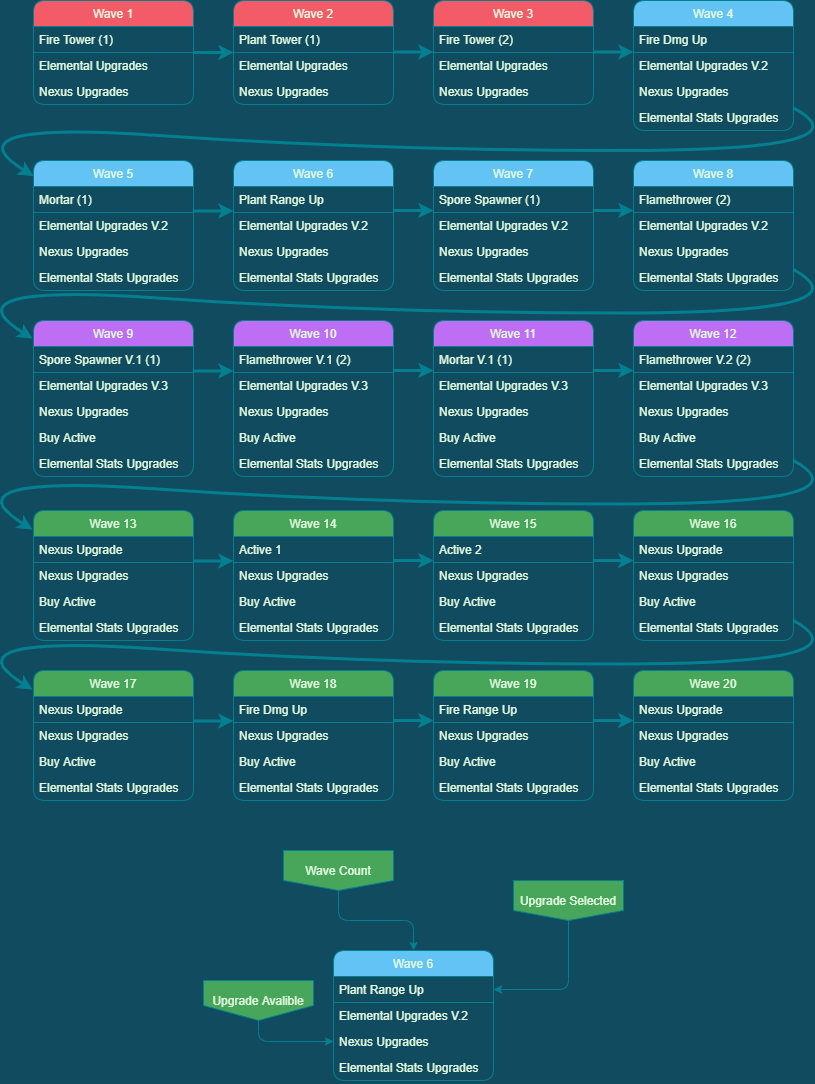 Wave 1
Fire Tower (1)
Elemental Upgrades
Nexus Upgrades
Wave 2
Plant Tower (1)
Elemental Upgrades
Nexus Upgrades
Wave 3
Fire Tower (2)
Elemental Upgrades
Nexus Upgrades
Wave 4
Fire Dmg Up
Elemental Upgrades V.2
Nexus Upgrades
Elemental Stats Upgrades
Wave 5
Mortar (1)
Elemental Upgrades V.2
Nexus Upgrades
Elemental Stats Upgrades
Wave 6
Plant Range Up
Elemental Upgrades V.2
Nexus Upgrades
Elemental Stats Upgrades
Wave 7
Spore Spawner (1)
Elemental Upgrades V.2
Nexus Upgrades
Elemental Stats Upgrades
Wave 8
Flamethrower (2)
Elemental Upgrades V.2
Nexus Upgrades
Elemental Stats Upgrades
Wave 9
Spore Spawner V.1 (1)
Elemental Upgrades V.3
Nexus Upgrades
Buy Active
Elemental Stats Upgrades
Wave 10
Flamethrower V.1 (2)
Elemental Upgrades V.3
Nexus Upgrades
Buy Active
Elemental Stats Upgrades
Wave 11
Mortar V.1 (1)
Elemental Upgrades V.3
Nexus Upgrades
Buy Active
Elemental Stats Upgrades
Wave 12
Flamethrower V.2 (2)
Elemental Upgrades V.3
Nexus Upgrades
Buy Active
Elemental Stats Upgrades
Wave 13
Nexus Upgrade
Nexus Upgrades
Buy Active
Elemental Stats Upgrades
Wave 14
Active 1
Nexus Upgrades
Buy Active
Elemental Stats Upgrades
Wave 15
Active 2
Nexus Upgrades
Buy Active
Elemental Stats Upgrades
Wave 16
Nexus Upgrade
Nexus Upgrades
Buy Active
Elemental Stats Upgrades
Wave 17
Nexus Upgrade
Nexus Upgrades
Buy Active
Elemental Stats Upgrades
Wave 18
Fire Dmg Up
Nexus Upgrades
Buy Active
Elemental Stats Upgrades
Wave 19
Fire Range Up
Nexus Upgrades
Buy Active
Elemental Stats Upgrades
Wave 20
Nexus Upgrade
Nexus Upgrades
Buy Active
Elemental Stats Upgrades
Wave Count
Upgrade Selected
Upgrade Avalible
Wave 6
Plant Range Up
Elemental Upgrades V.2
Nexus Upgrades
Elemental Stats Upgrades